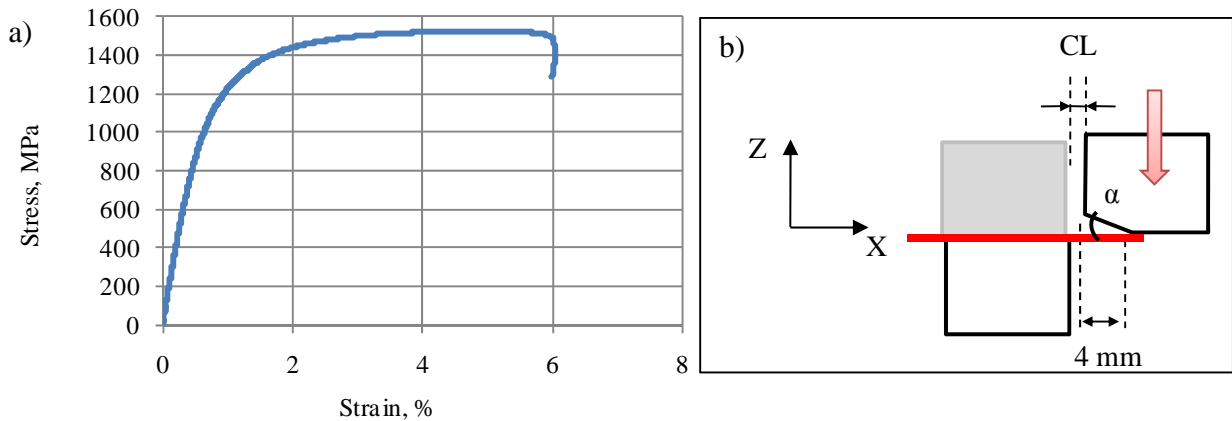 a)
1600
1400
1200
1000
800
600
400
200
0
Stress, MPa
0 2 4 6 8
Strain, %
b)
CL
Z
X
α
4 mm